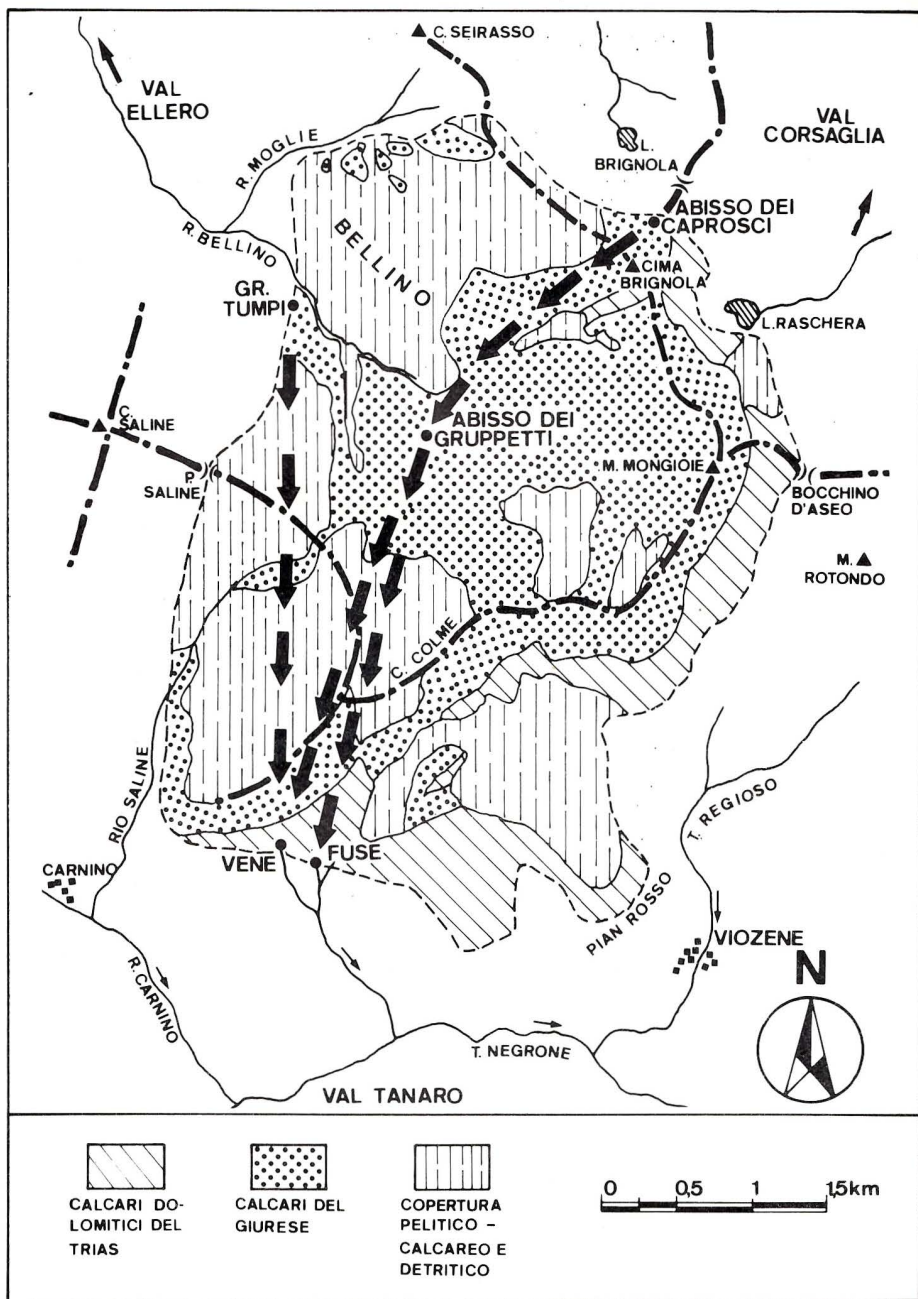 C. SEIRASSO
VAL
ELLERO
VAL
CORSAGLIA
R. MOGLIE
L.
BRIGNOLA
ABISSO DEI
CAPROSCI
R. BELLINO
BELLINO
CIMA
BRIGNOLA
GR.
TUMPI
L. RASCHERA
C.
SALINE
ABISSO DEI
GRUPPETTI
P.
SALINE
M. MONGIOIE
BOCCHINO
D'ASEO
M.
ROTONDO
C. COLME
RIO SALINE
T. REGIOSO
VENE
FUSE
CARNINO
PIAN ROSSO
VIOZENE
R. CARNINO
N
T. NEGRONE
VAL TANARO
CALCARI DO-
LOMITICI DEL
TRIAS
CALCARI DEL
GIURESE
COPERTURA
PELITICO -
CALCAREO E
DETRITICO
0 0,5 1 1,5km